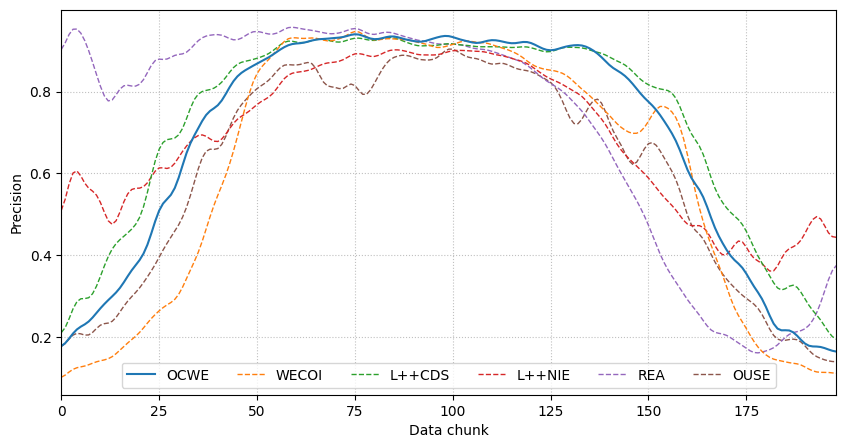 Precision
0.8
0.6
0.4
0.2
OCWE WECOI L++CDS L++NIE REA OUSE
0 25 50 75 100 125 150 175
Data chunk